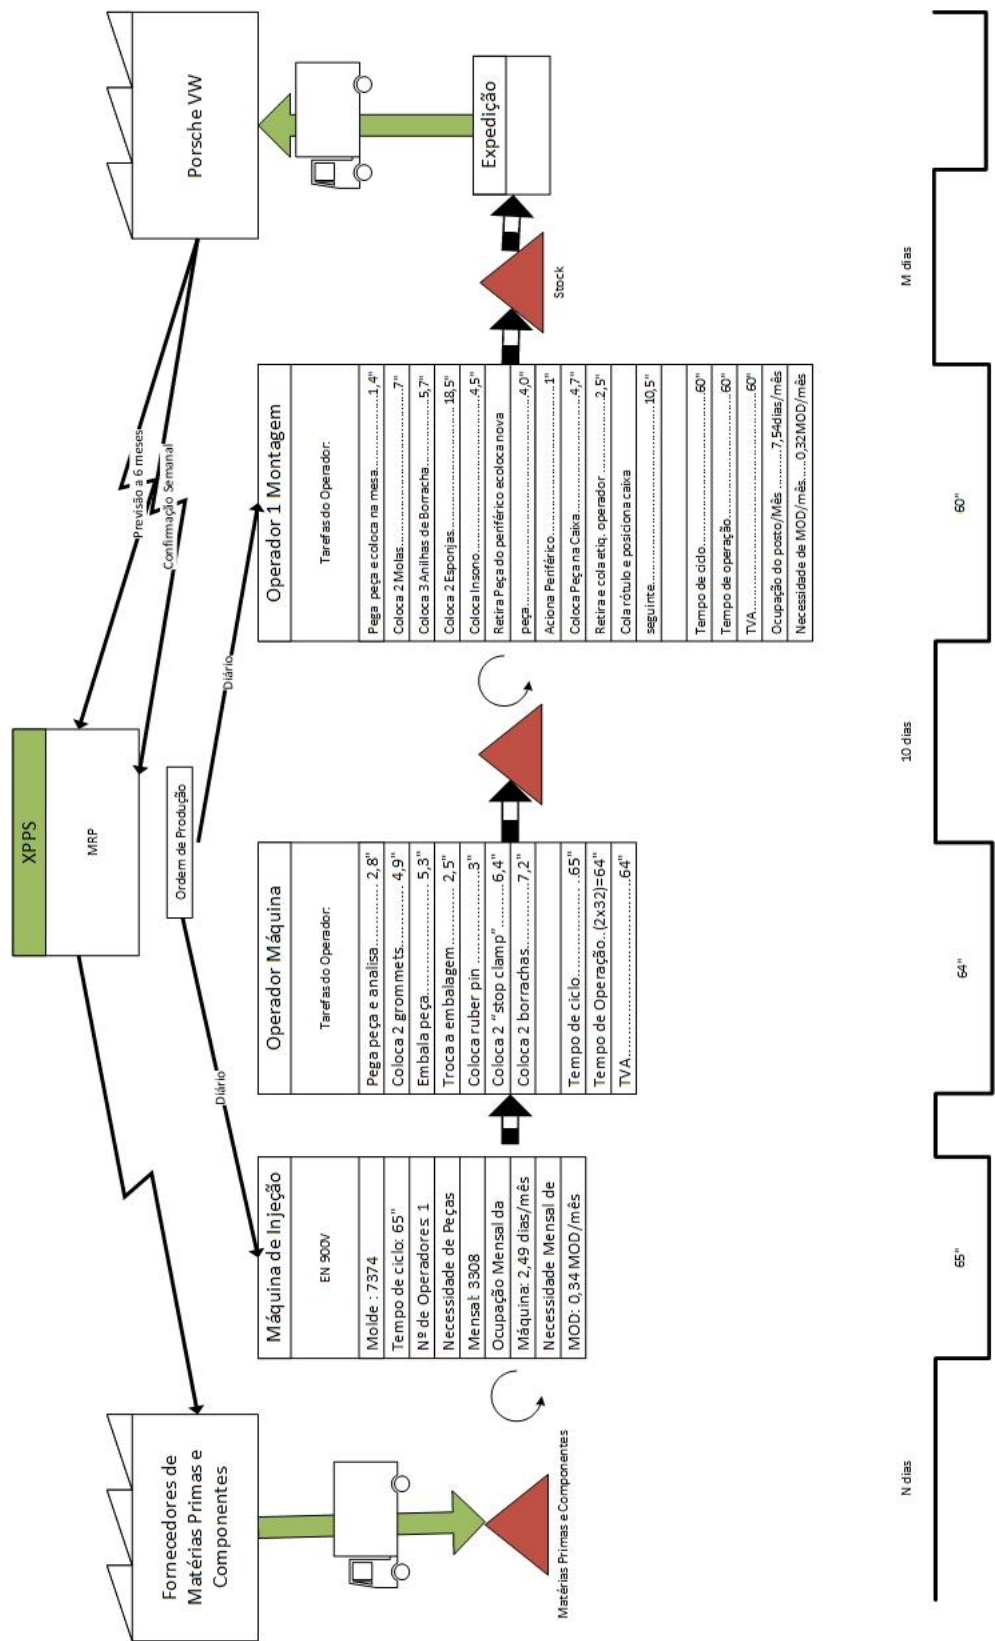 Fornecedores de
Matérias Primas e
Componentes
XPPS
MRP
Porsche VW
Previsão a 6 meses
Confirmação Semanal
Ordem de Produção
Diário
Diário
Matérias Primas e Componentes
Máquina de Injeção
EN 900V
Molde : 7374
Tempo de ciclo: 65"
Nº de Operadores: 1
Necessidade de Peças
Mensal: 3308
Ocupação Mensal da
Máquina: 2,49 dias/mês
Necessidade Mensal de
MOD: 0,34 MOD/mês
Operador Máquina
Tarefas do Operador:
Pega peça e analisa............ 2,8"
Coloca 2 grommets.......... 4,9"
Embala peça..................... 5,3"
Troca a embalagem .......... 2,5"
Coloca ruber pin ...............3"
Coloca 2 "stop clamp"......... 6,4"
Coloca 2 borrachas............7,2"
Tempo de ciclo..................65"
Tempo de Operação..(2x32)=64"
TVA..............................64"
Operador 1 Montagem
Tarefas do Operador:
Pega peça e coloca na mesa...............1,4"
Coloca 2 Molas..............................7"
Coloca 3 Anilhas de Borracha.............5,7"
Coloca 2 Esponjas...........................18,5"
Coloca Insono................................4,5"
Retira Peça do periférico ecoloca nova
peça............................................4,0"
Aciona Periférico............................1"
Coloca Peça na Caixa.......................4,7"
Retira e cola etiq. operador ...............2,5"
Cola rótulo e posiciona caixa
seguinte.....................................10,5"
Tempo de ciclo...............................60"
Tempo de operação..........................60"
TVA............................................60"
Ocupação do posto/Mês .........7,54dias/mês
Necessidade de MOD/mês.... 0,32MOD/mês
Stock
Expedição
N dias
65"
64"
10 dias
60"
M dias